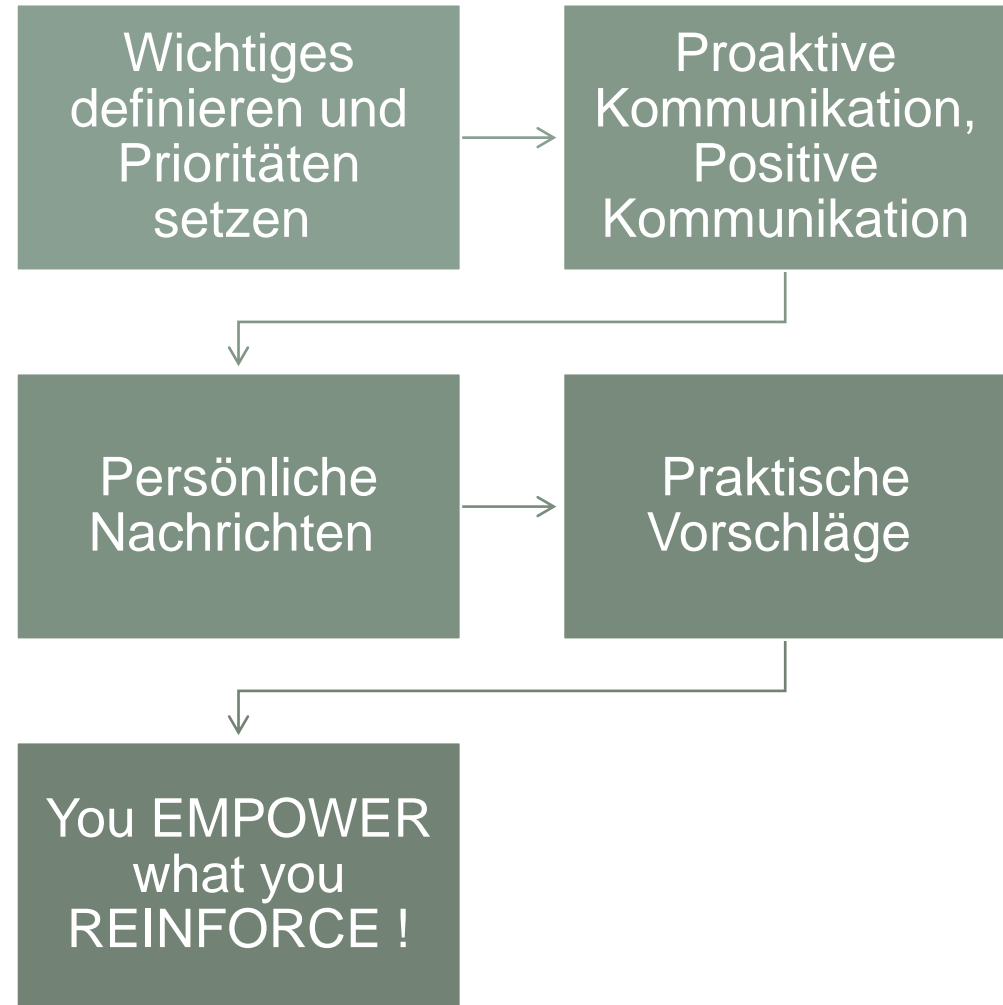 Wichtiges
definieren und
Prioritäten
setzen
Proaktive
Kommunikation,
Positive
Kommunikation
Persönliche
Nachrichten
Praktische
Vorschläge
You EMPOWER
what you
REINFORCE !